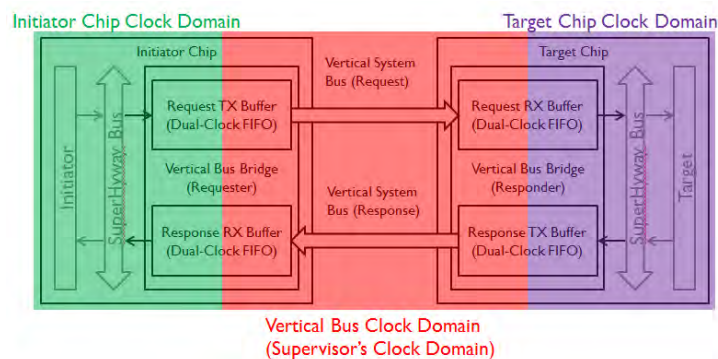 Initiator Chip Clock Domain
Target Chip Clock Domain
Initiator Chip
Target Chip
Vertical System
Bus (Request)
Request TX Buffer
(Dual-Clock FIFO)
Request RX Buffer
(Dual-Clock FIFO)
Initiator
SuperHyway Bus
Vertical Bus Bridge
(Requester)
Vertical System
Bus (Response)
Vertical Bus Bridge
(Responder)
SuperHyway Bus
Target
Response RX Buffer
(Dual-Clock FIFO)
Response TX Buffer
(Dual-Clock FIFO)
Vertical Bus Clock Domain
(Supervisor's Clock Domain)